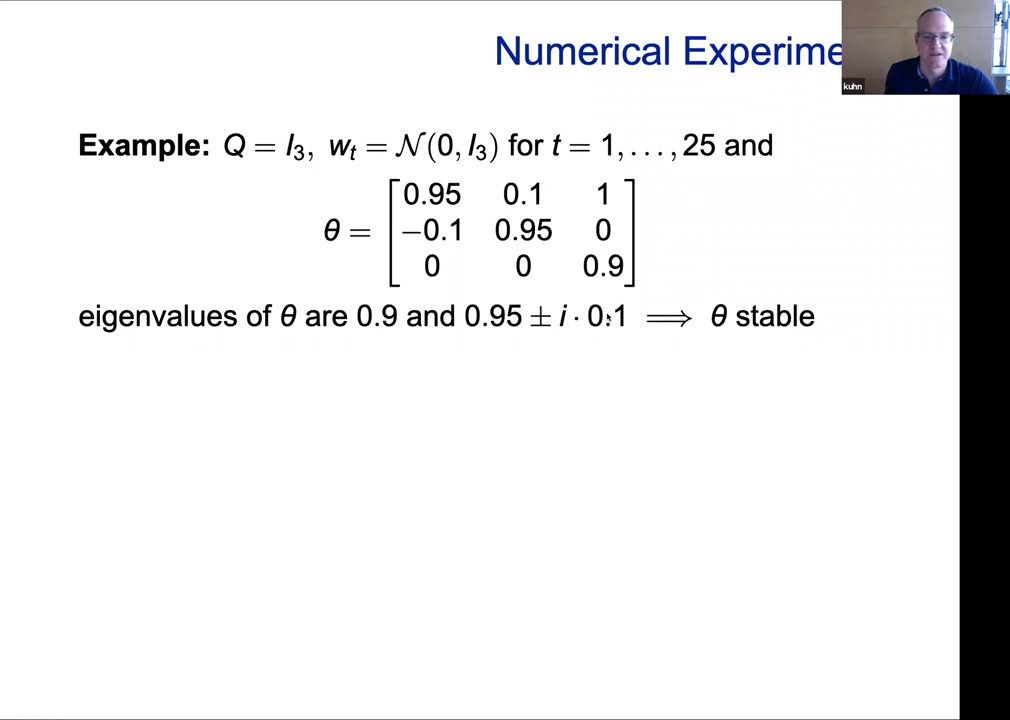 Numerical Experime
kuhn
Example: Q = I₃, wₜ = 𝒩(0, I₃) for t = 1, . . . , 25 and
θ = [0.95 0.1 1
−0.1 0.95 0
0 0 0.9]
eigenvalues of θ are 0.9 and 0.95 ± i · 0.1 ⟹ θ stable